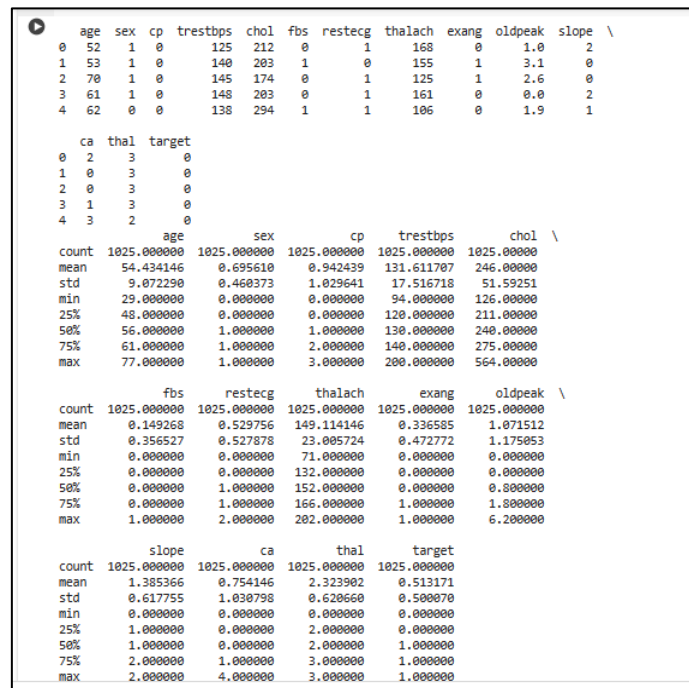 age sex cp trestbps chol fbs restecg thalach exang oldpeak slope \
0 52 1 0 125 212 0 1 168 0 1.0 2
1 53 1 0 140 203 1 0 155 1 3.1 0
2 70 1 0 145 174 0 1 125 1 2.6 0
3 61 1 0 148 203 0 1 161 0 0.0 2
4 62 0 0 138 294 1 1 106 0 1.9 1
ca thal target
0 2 3 0
1 0 3 0
2 0 3 0
3 1 3 0
4 3 2 0
age sex cp trestbps chol \
count 1025.000000 1025.000000 1025.000000 1025.000000 1025.00000
mean 54.434146 0.695610 0.942439 131.611707 246.00000
std 9.072290 0.460373 1.029641 17.516718 51.59251
min 29.000000 0.000000 0.000000 94.000000 126.00000
25% 48.000000 0.000000 0.000000 120.000000 211.00000
50% 56.000000 1.000000 1.000000 130.000000 240.00000
75% 61.000000 1.000000 2.000000 140.000000 275.00000
max 77.000000 1.000000 3.000000 200.000000 564.00000
fbs restecg thalach exang oldpeak \
count 1025.000000 1025.000000 1025.000000 1025.000000 1025.000000
mean 0.149268 0.529756 149.114146 0.336585 1.071512
std 0.356527 0.527878 23.005724 0.472772 1.175053
min 0.000000 0.000000 71.000000 0.000000 0.000000
25% 0.000000 0.000000 132.000000 0.000000 0.000000
50% 0.000000 1.000000 152.000000 0.000000 0.800000
75% 0.000000 1.000000 166.000000 1.000000 1.800000
max 1.000000 2.000000 202.000000 1.000000 6.200000
slope ca thal target
count 1025.000000 1025.000000 1025.000000 1025.000000
mean 1.385366 0.754146 2.323902 0.513171
std 0.617755 1.030798 0.620660 0.500070
min 0.000000 0.000000 0.000000 0.000000
25% 1.000000 0.000000 2.000000 0.000000
50% 1.000000 0.000000 2.000000 1.000000
75% 2.000000 1.000000 3.000000 1.000000
max 2.000000 4.000000 3.000000 1.000000